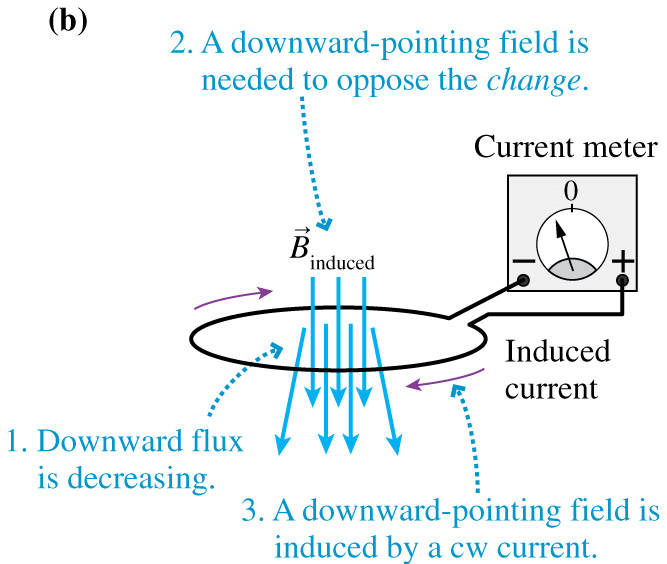 (b)
2. A downward-pointing field is
needed to oppose the change.
Current meter
0
− +
B⃗induced
Induced
current
1. Downward flux
is decreasing.
3. A downward-pointing field is
induced by a cw current.